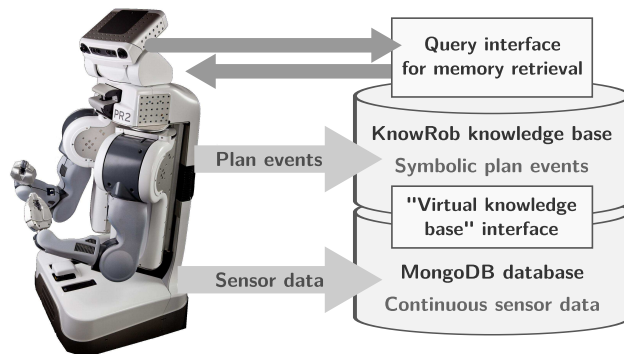 Query interface
for memory retrieval
PR2
KnowRob knowledge base
Plan events
Symbolic plan events
"Virtual knowledge
base" interface
MongoDB database
Sensor data
Continuous sensor data